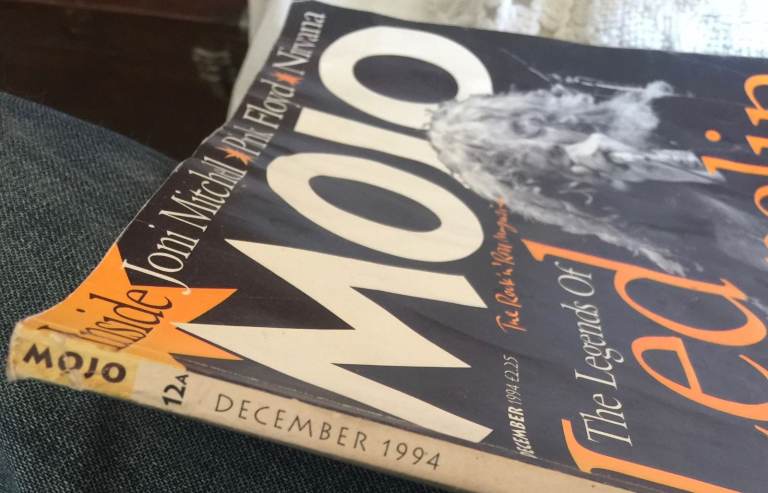 Inside Joni Mitchell ★ Pink Floyd ★ Nirvana
MOJO
The Rock'n'Roll Magazine
DECEMBER 1994 £2.25
The Legends Of
Led
MOJO
12A
DECEMBER 1994